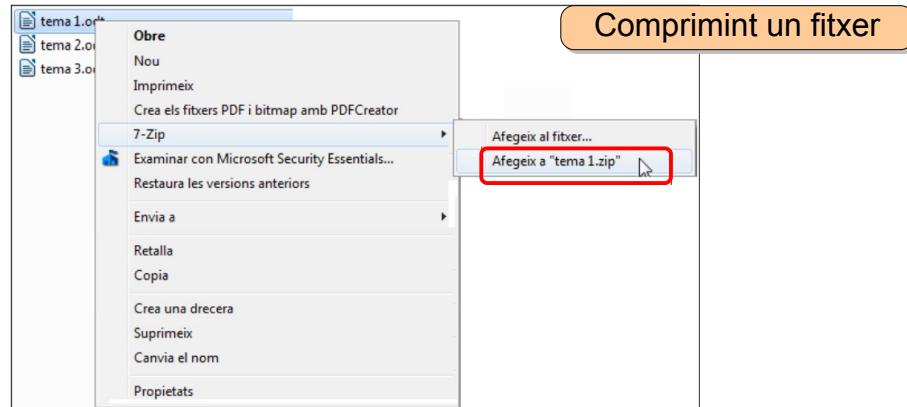 Comprimint un fitxer
tema 1.odt
tema 2.o
tema 3.o
Obre
Nou
Imprimeix
Crea els fitxers PDF i bitmap amb PDFCreator
7-Zip
Examinar con Microsoft Security Essentials...
Restaura les versions anteriors
Envia a
Retalla
Copia
Crea una drecera
Suprimeix
Canvia el nom
Propietats
Afegeix al fitxer...
Afegeix a "tema 1.zip"